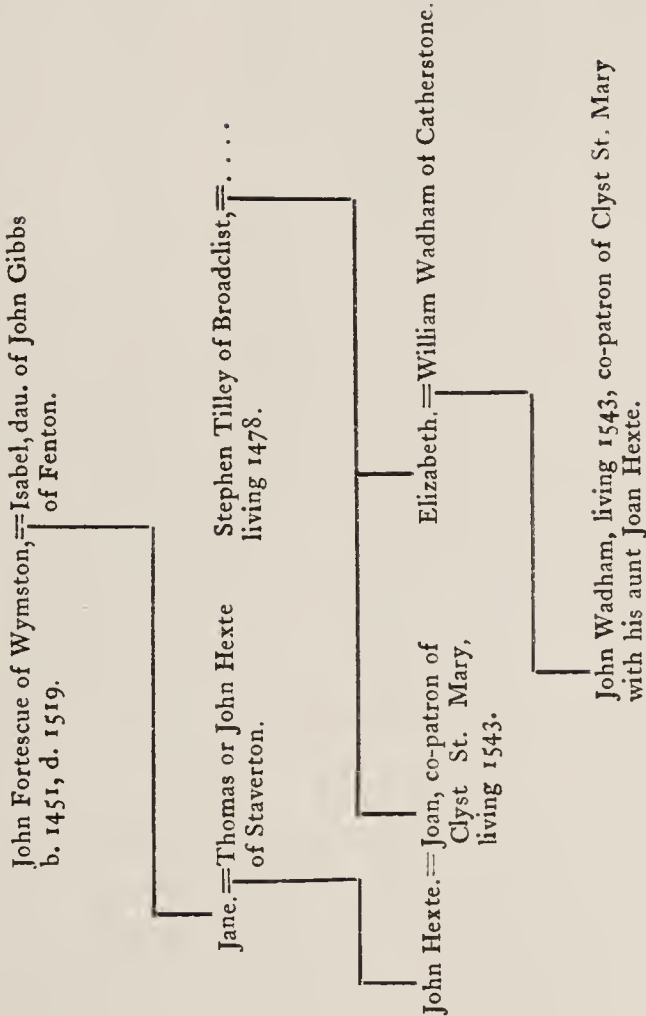 John Fortescue of Wymston,=Isabel, dau. of John Gibbs
b. 1451, d. 1519.
of Fenton.
Jane.=Thomas or John Hexte
of Staverton.
Stephen Tilley of Broadclist,=....
living 1478.
John Hexte.=Joan, co-patron of
Clyst St. Mary,
living 1543.
Elizabeth.=William Wadham of Catherstone.
John Wadham, living 1543, co-patron of Clyst St. Mary
with his aunt Joan Hexte.